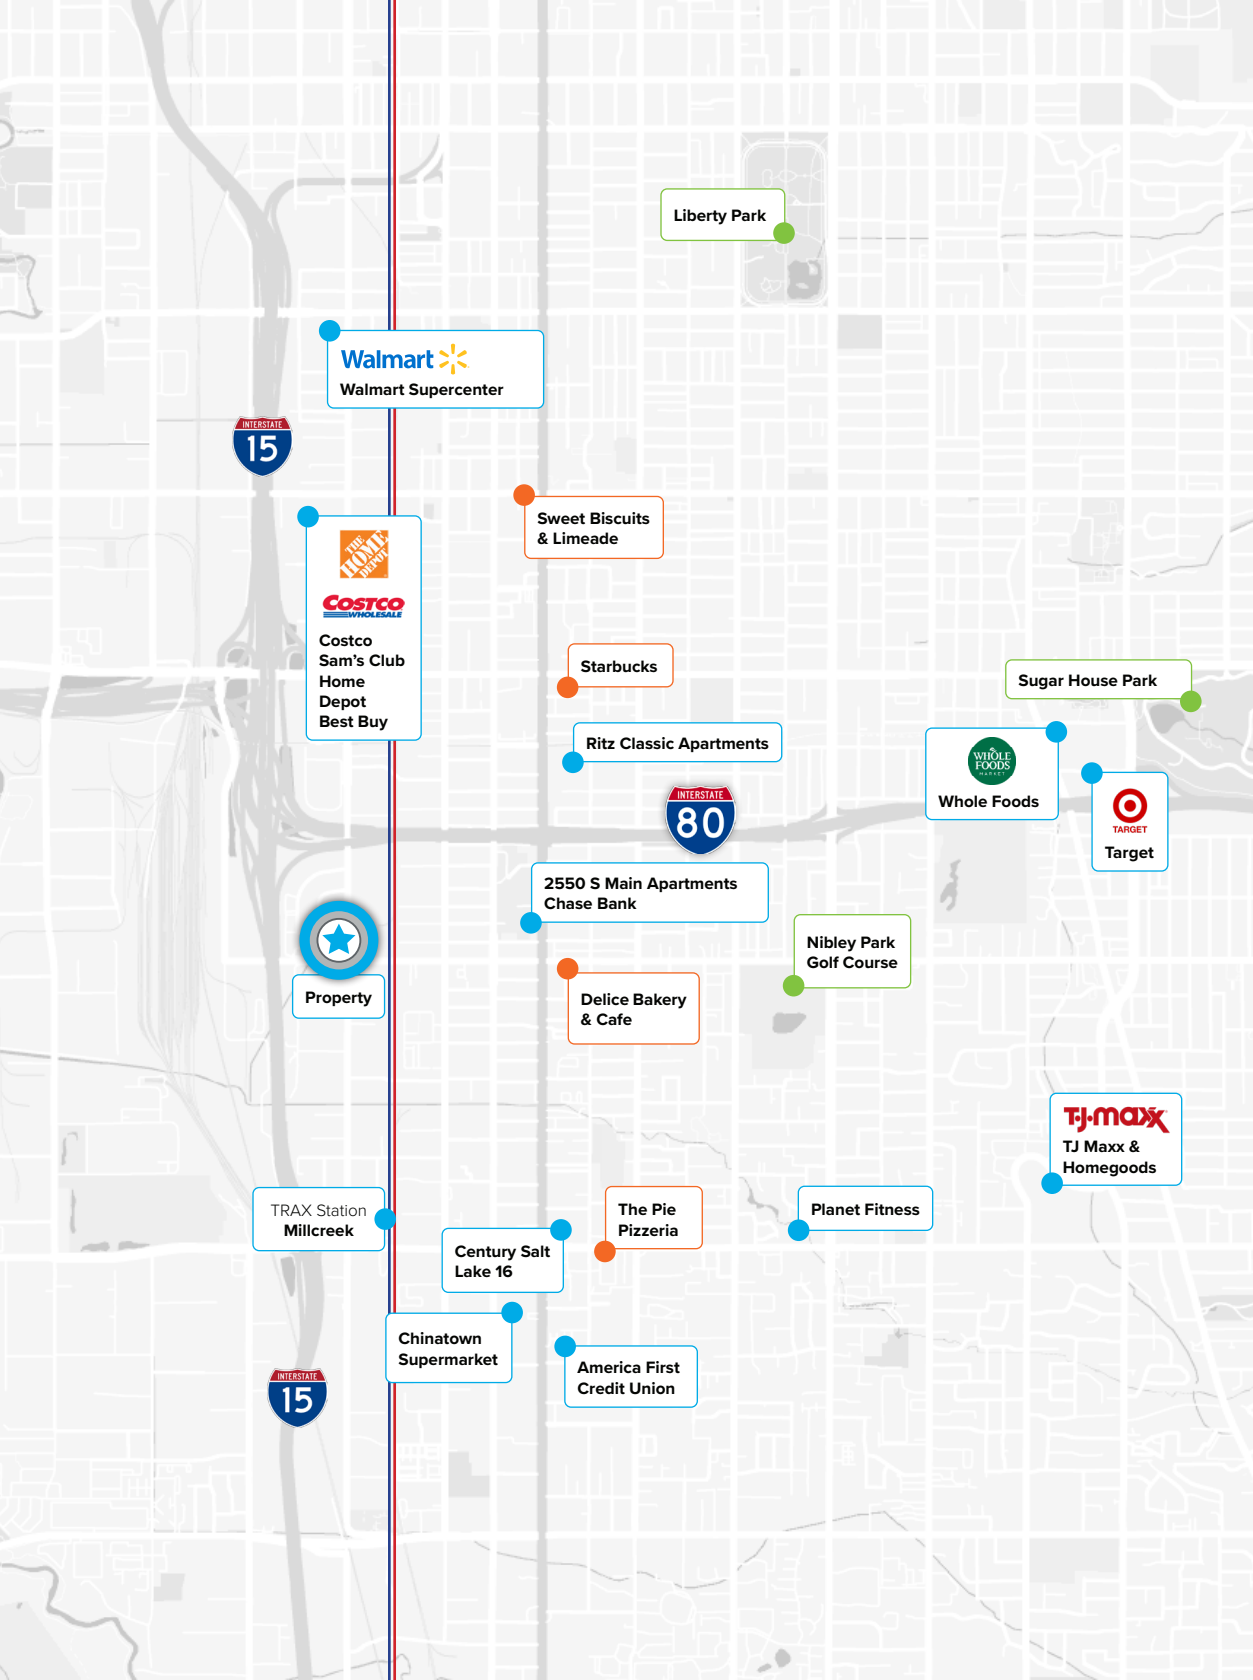 Liberty Park
Walmart
Walmart Supercenter
INTERSTATE
15
Sweet Biscuits
& Limeade
THE
HOME
DEPOT
COSTCO
WHOLESALE
Costco
Sam's Club
Home
Depot
Best Buy
Starbucks
Sugar House Park
Ritz Classic Apartments
WHOLE
FOODS
MARKET
Whole Foods
TARGET
Target
INTERSTATE
80
2550 S Main Apartments
Chase Bank
Nibley Park
Golf Course
Property
Delice Bakery
& Cafe
T.J.maxx
TJ Maxx &
Homegoods
TRAX Station
Millcreek
The Pie
Pizzeria
Planet Fitness
Century Salt
Lake 16
Chinatown
Supermarket
America First
Credit Union
INTERSTATE
15